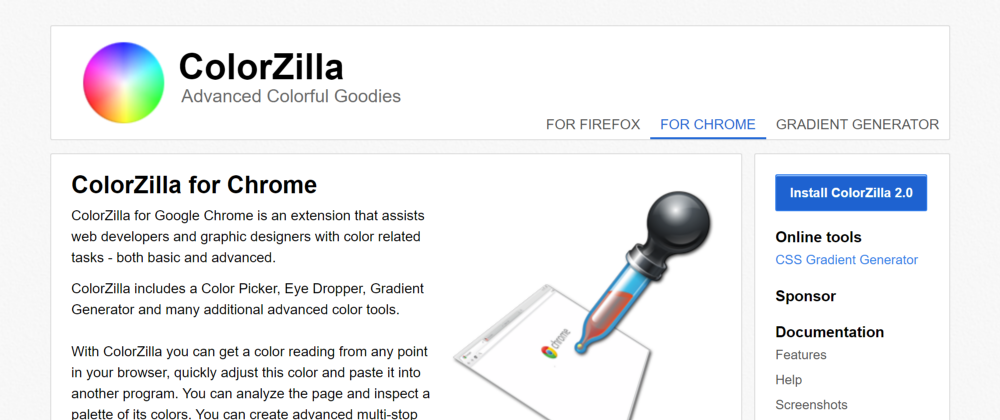 ColorZilla
Advanced Colorful Goodies
FOR FIREFOX
FOR CHROME
GRADIENT GENERATOR
ColorZilla for Chrome
ColorZilla for Google Chrome is an extension that assists
web developers and graphic designers with color related
tasks - both basic and advanced.
ColorZilla includes a Color Picker, Eye Dropper, Gradient
Generator and many additional advanced color tools.
With ColorZilla you can get a color reading from any point
in your browser, quickly adjust this color and paste it into
another program. You can analyze the page and inspect a
palette of its colors. You can create advanced multi-stop
chrome
Install ColorZilla 2.0
Online tools
CSS Gradient Generator
Sponsor
Documentation
Features
Help
Screenshots